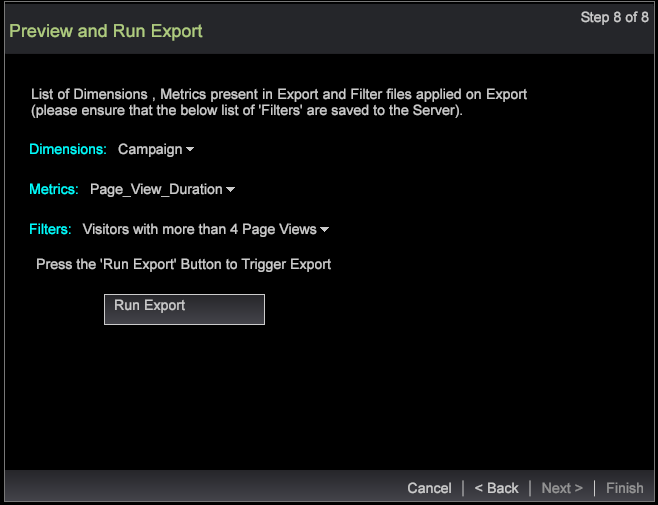 Step 8 of 8
Preview and Run Export
List of Dimensions , Metrics present in Export and Filter files applied on Export
(please ensure that the below list of 'Filters' are saved to the Server).
Dimensions: Campaign
Metrics: Page_View_Duration
Filters: Visitors with more than 4 Page Views
Press the 'Run Export' Button to Trigger Export
Run Export
Cancel | < Back | Next > | Finish